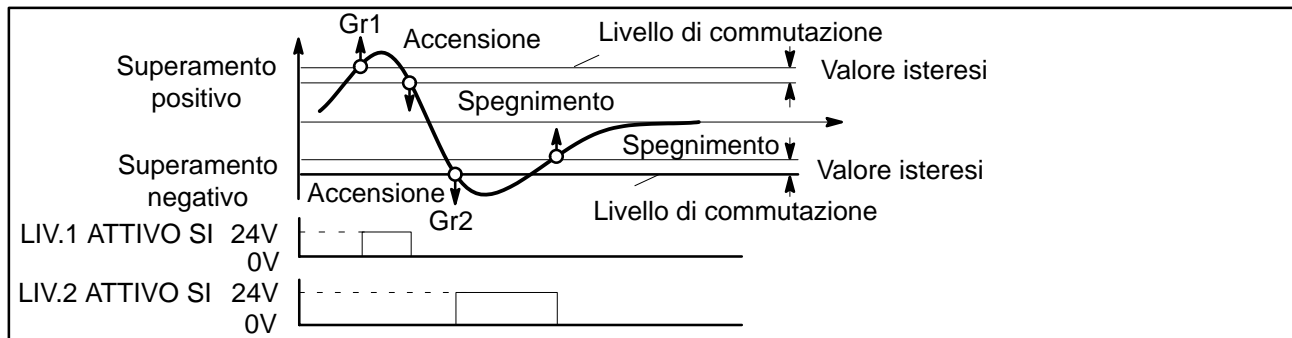 Gr1
Accensione
Livello di commutazione
Superamento
positivo
Valore isteresi
Spegnimento
Spegnimento
Superamento
negativo
Valore isteresi
Accensione
Gr2
Livello di commutazione
LIV.1 ATTIVO SI 24V
0V
LIV.2 ATTIVO SI 24V
0V